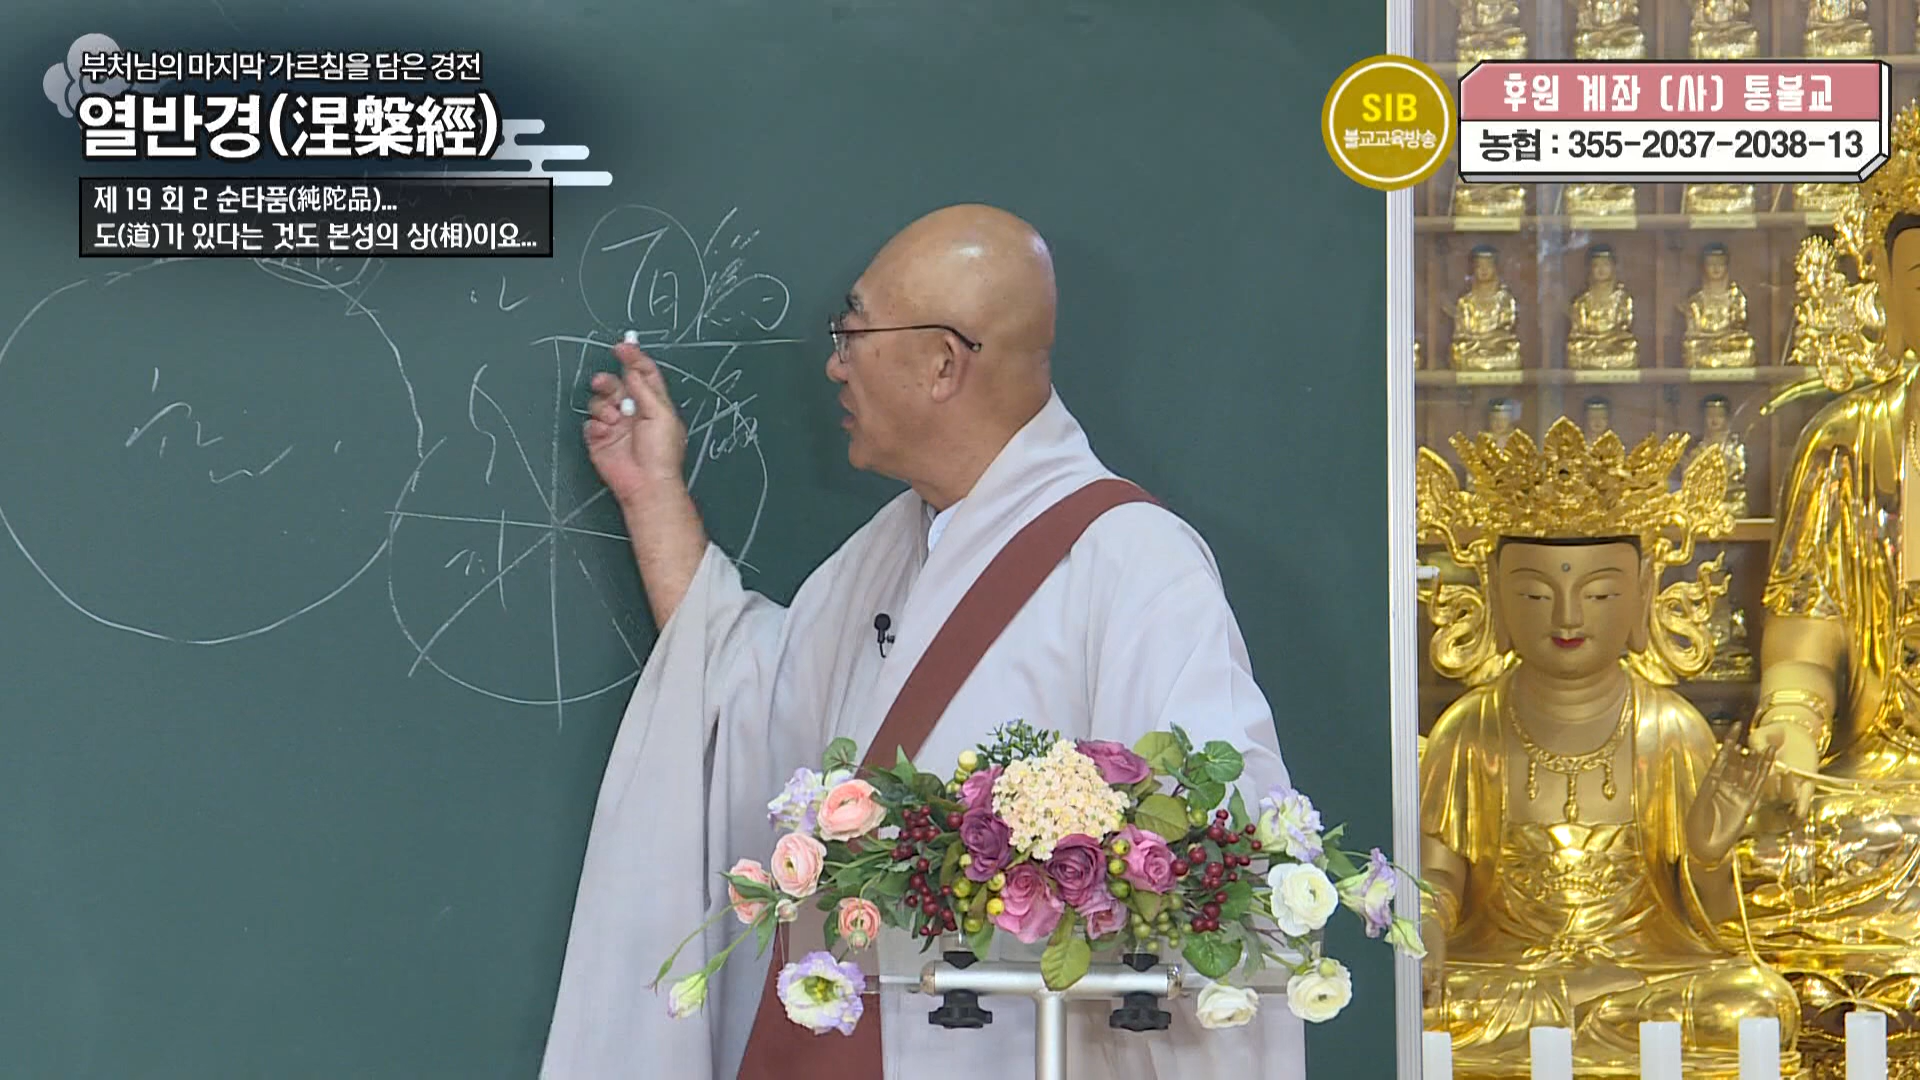 부처님의 마지막 가르침을 담은 경전
열반경(涅槃經)
제 19 회 2 순타품(純陀品)...
도(道)가 있다는 것도 본성의 상(相)이요...
SIB
불교교육방송
후원 계좌 (사) 통불교
농협 : 355-2037-2038-13